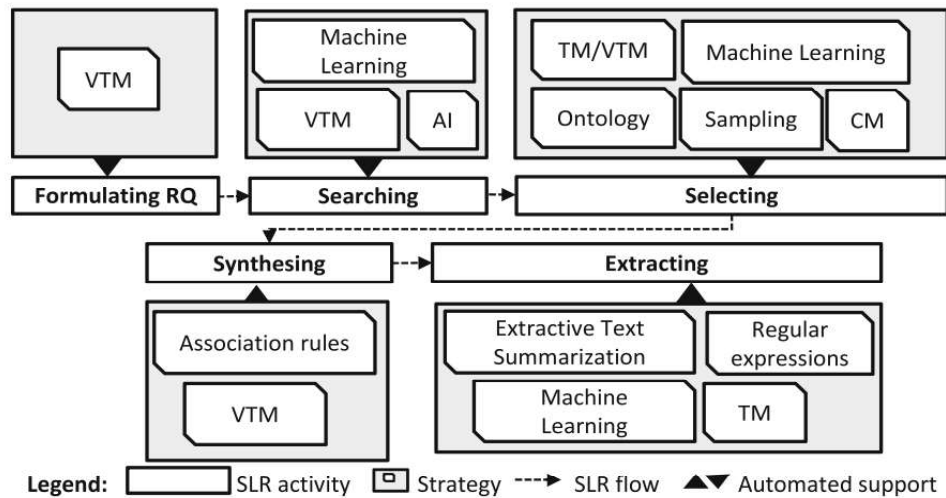 VTM
Machine
Learning
VTM
AI
TM/VTM
Machine Learning
Ontology
Sampling
CM
Formulating RQ
Searching
Selecting
Synthesing
Extracting
Association rules
VTM
Extractive Text
Summarization
Regular
expressions
Machine
Learning
TM
Legend: SLR activity Strategy SLR flow Automated support